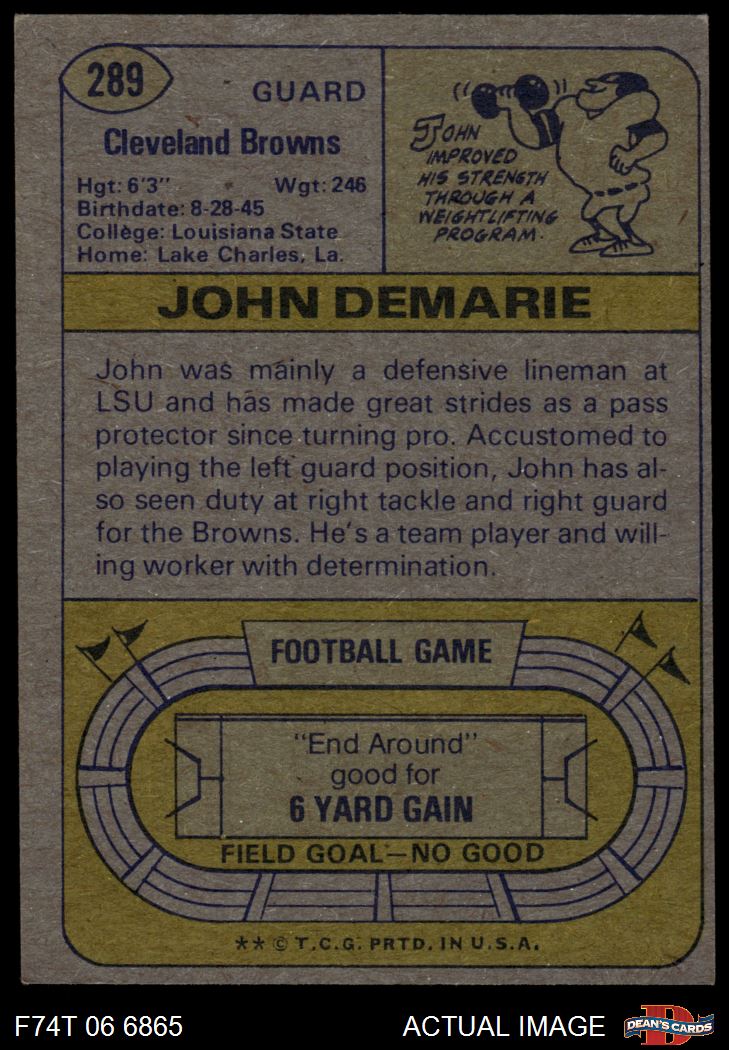 289
GUARD
Cleveland Browns
Hgt: 6'3" Wgt: 246
Birthdate: 8-28-45
College: Louisiana State
Home: Lake Charles, La.
JOHN
IMPROVED
HIS STRENGTH
THROUGH A
WEIGHTLIFTING
PROGRAM.
JOHN DEMARIE
John was mainly a defensive lineman at
LSU and has made great strides as a pass
protector since turning pro. Accustomed to
playing the left guard position, John has al-
so seen duty at right tackle and right guard
for the Browns. He's a team player and will-
ing worker with determination.
FOOTBALL GAME
"End Around"
good for
6 YARD GAIN
FIELD GOAL—NO GOOD
** © T.C.G. PRTD. IN U.S.A.
F74T 06 6865 ACTUAL IMAGE
D
DEAN'S CARDS